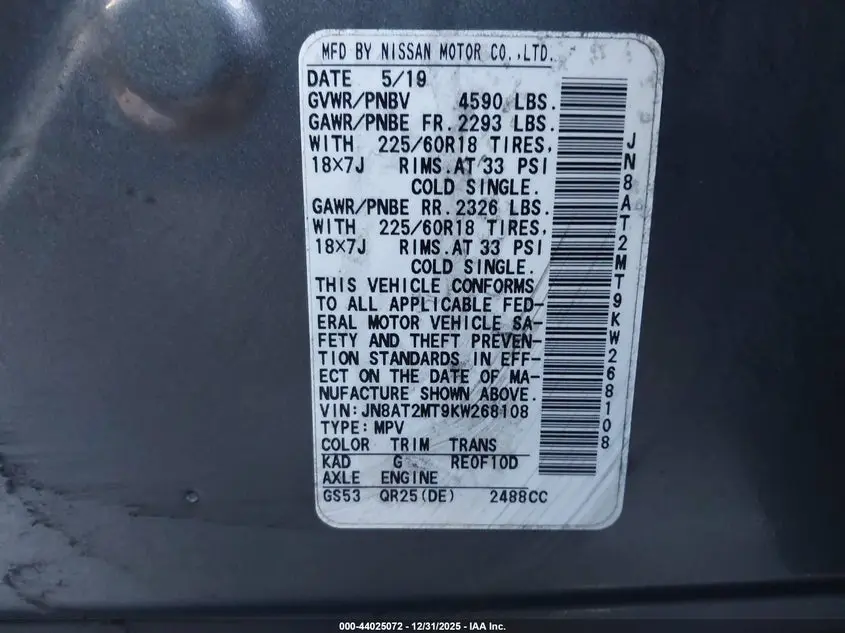 MFD BY NISSAN MOTOR CO.,LTD.
DATE 5/19
GVWR/PNBV 4590 LBS.
GAWR/PNBE FR.2293 LBS.
WITH 225/60R18 TIRES,
18×7J RIMS.AT 33 PSI
COLD SINGLE.
GAWR/PNBE RR.2326 LBS.
WITH 225/60R18 TIRES,
18×7J RIMS.AT 33 PSI
COLD SINGLE.
THIS VEHICLE CONFORMS
TO ALL APPLICABLE FED-
ERAL MOTOR VEHICLE SA-
FETY AND THEFT PREVEN-
TION STANDARDS IN EFF-
ECT ON THE DATE OF MA-
NUFACTURE SHOWN ABOVE.
VIN:JN8AT2MT9KW268108
TYPE:MPV
COLOR TRIM TRANS
KAD G RE0F10D
AXLE ENGINE
GS53 QR25(DE) 2488CC
JN8AT2MT9KW268108
000-44025072 - 12/31/2025 - IAA Inc.